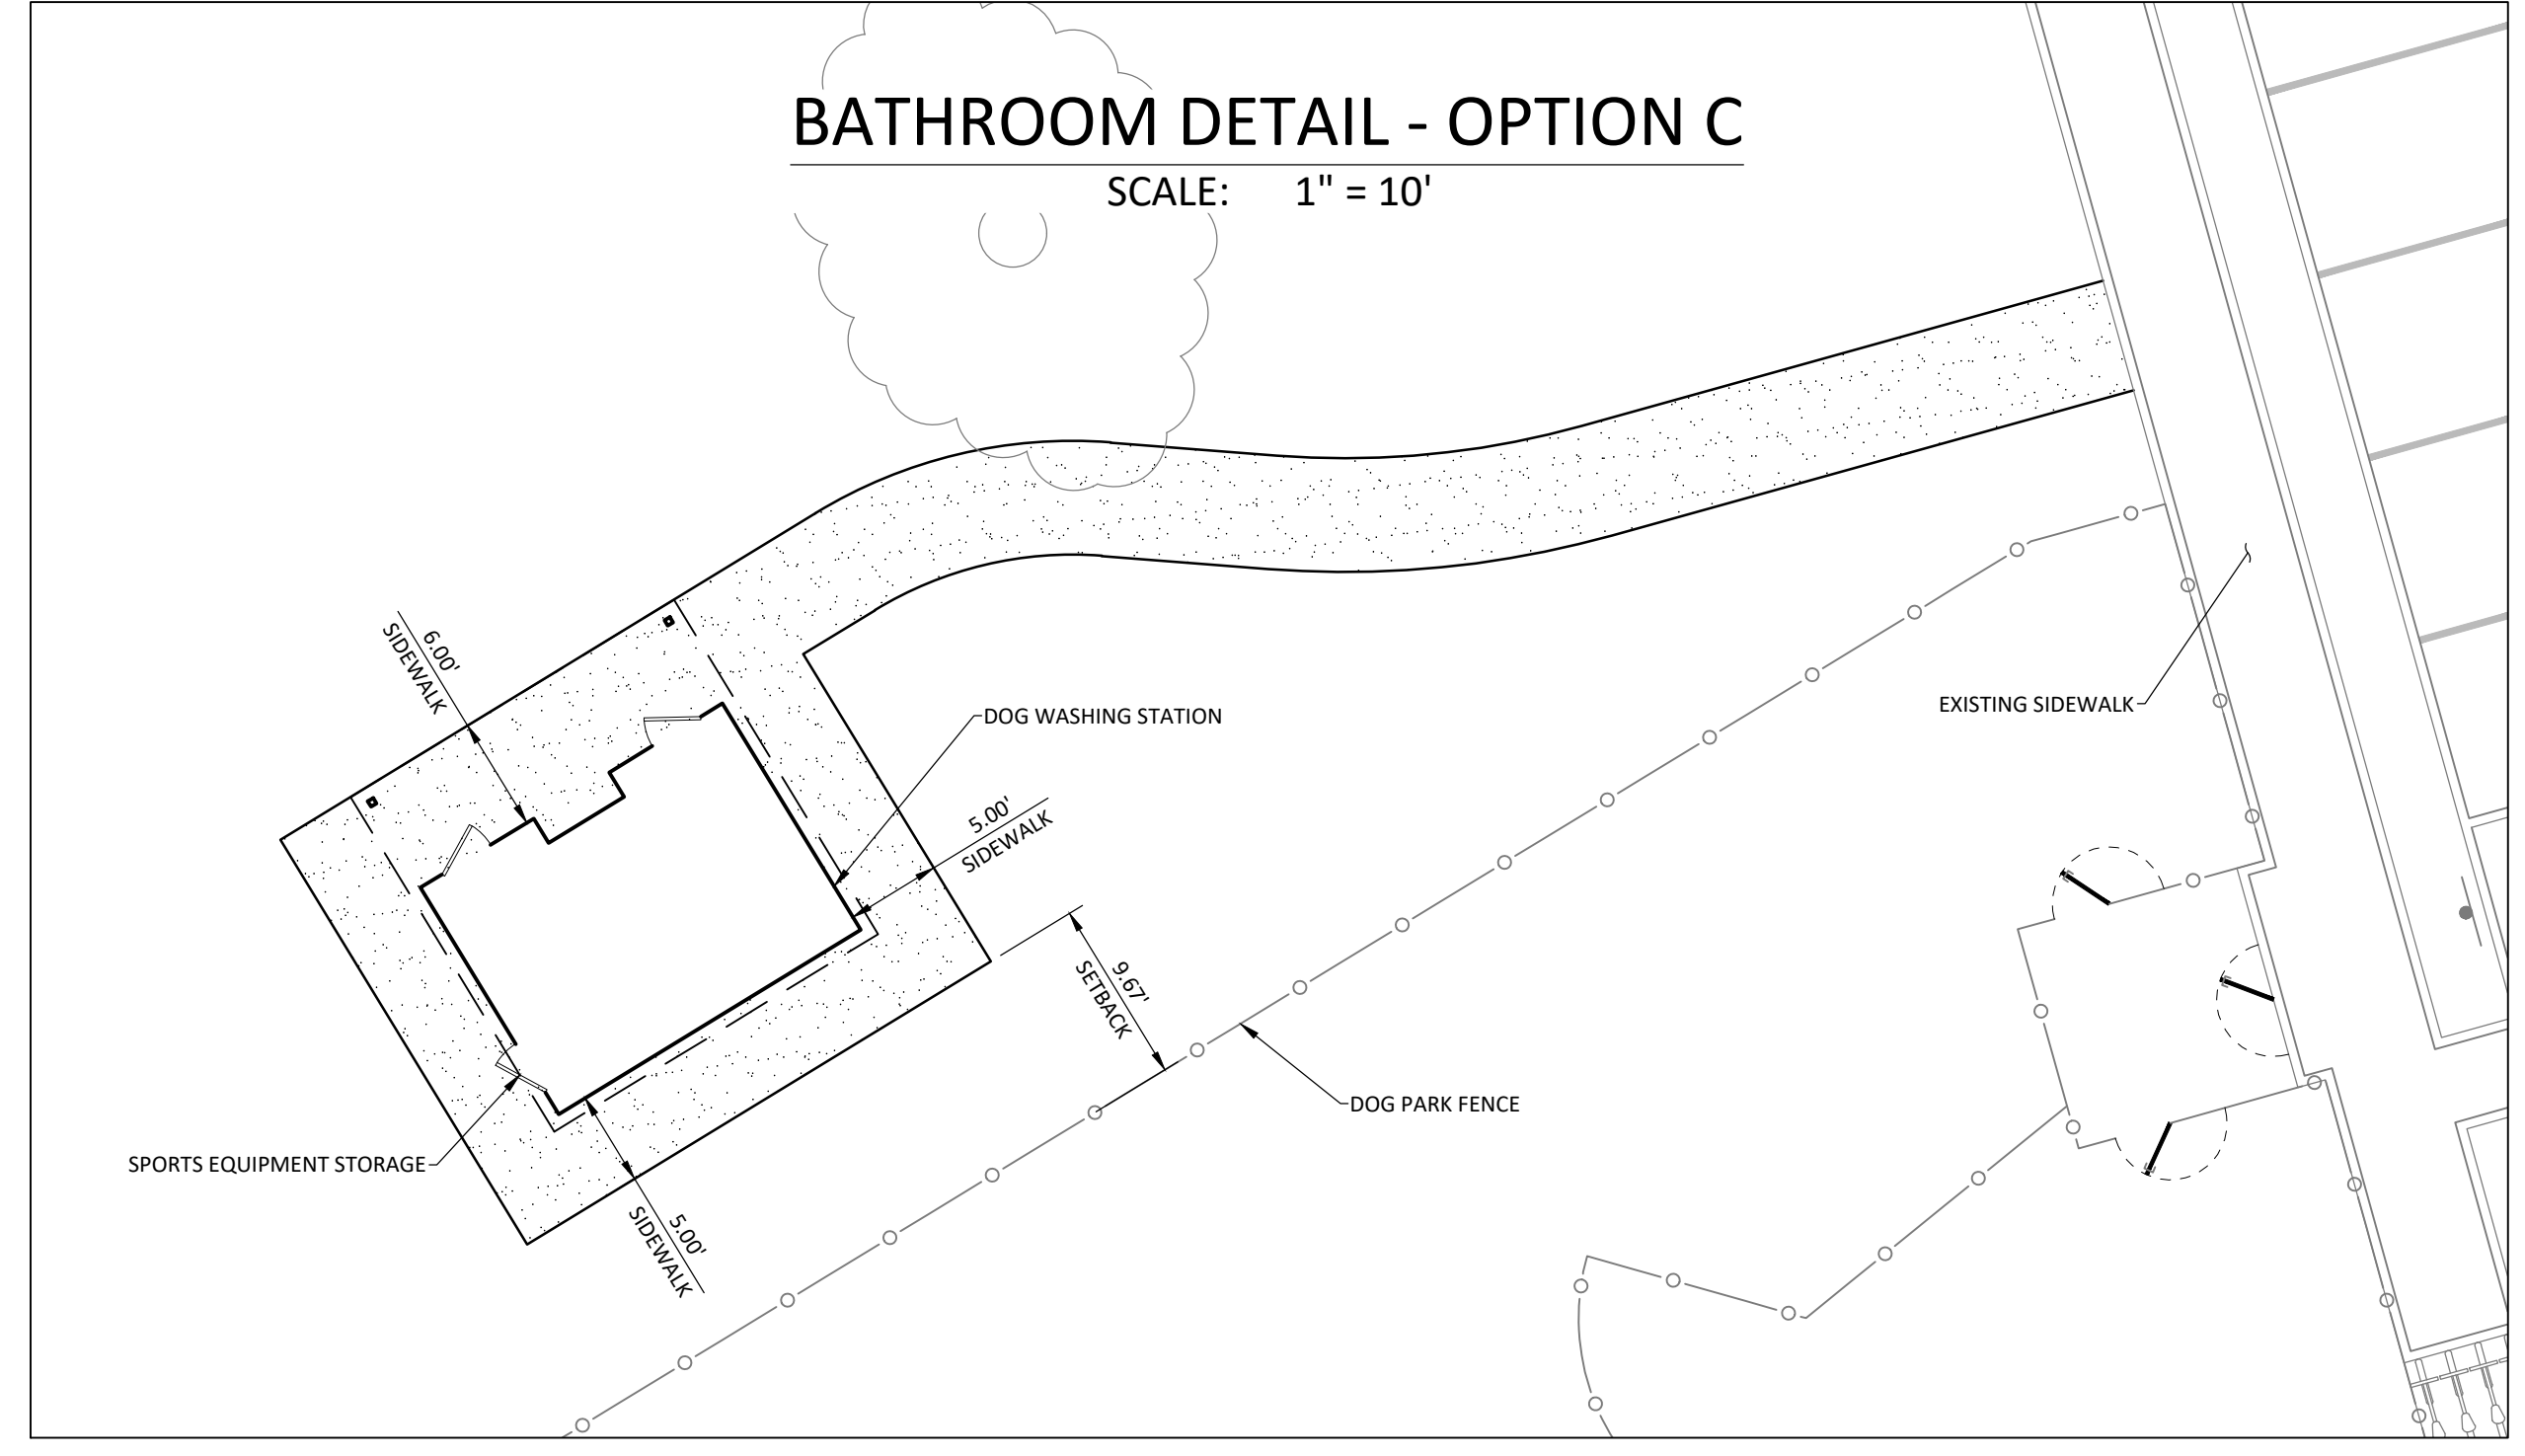 BATHROOM DETAIL - OPTION C
SCALE: 1" = 10'
6.00'
SIDEWALK
DOG WASHING STATION
EXISTING SIDEWALK
5.00'
SIDEWALK
9.67'
SETBACK
DOG PARK FENCE
SPORTS EQUIPMENT STORAGE
5.00'
SIDEWALK